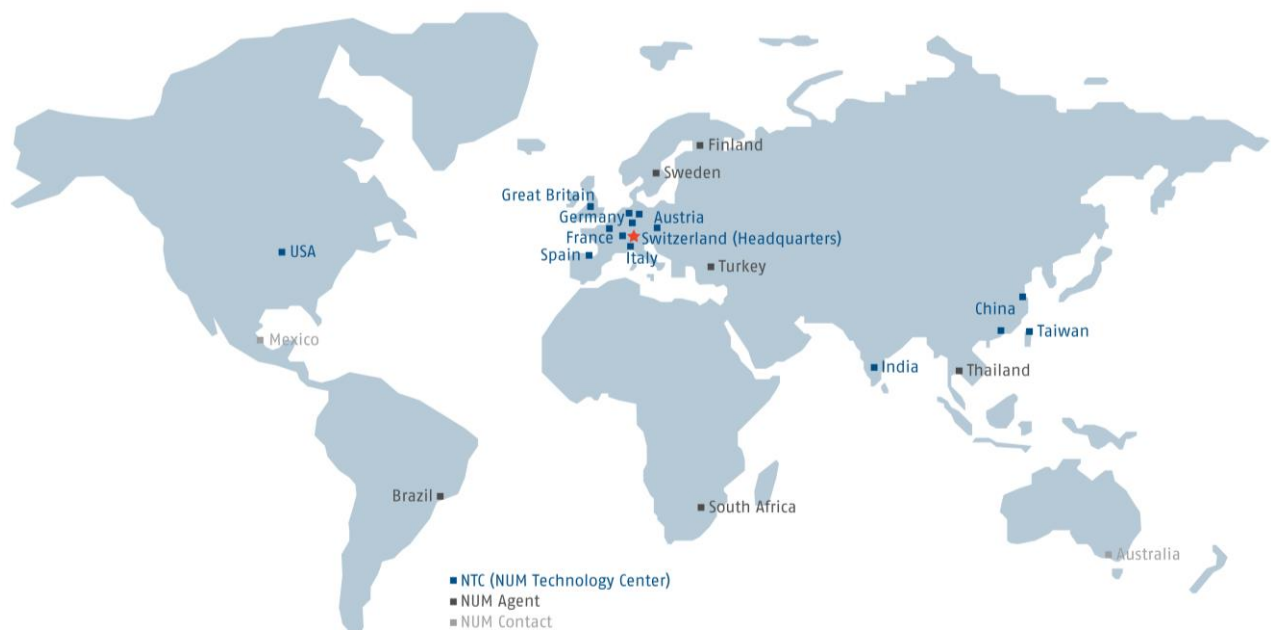 Finland
Sweden
Great Britain
Germany
Austria
France
Switzerland (Headquarters)
USA
Spain
Italy
Turkey
China
Mexico
Taiwan
India
Thailand
Brazil
South Africa
Australia
NTC (NUM Technology Center)
NUM Agent
NUM Contact